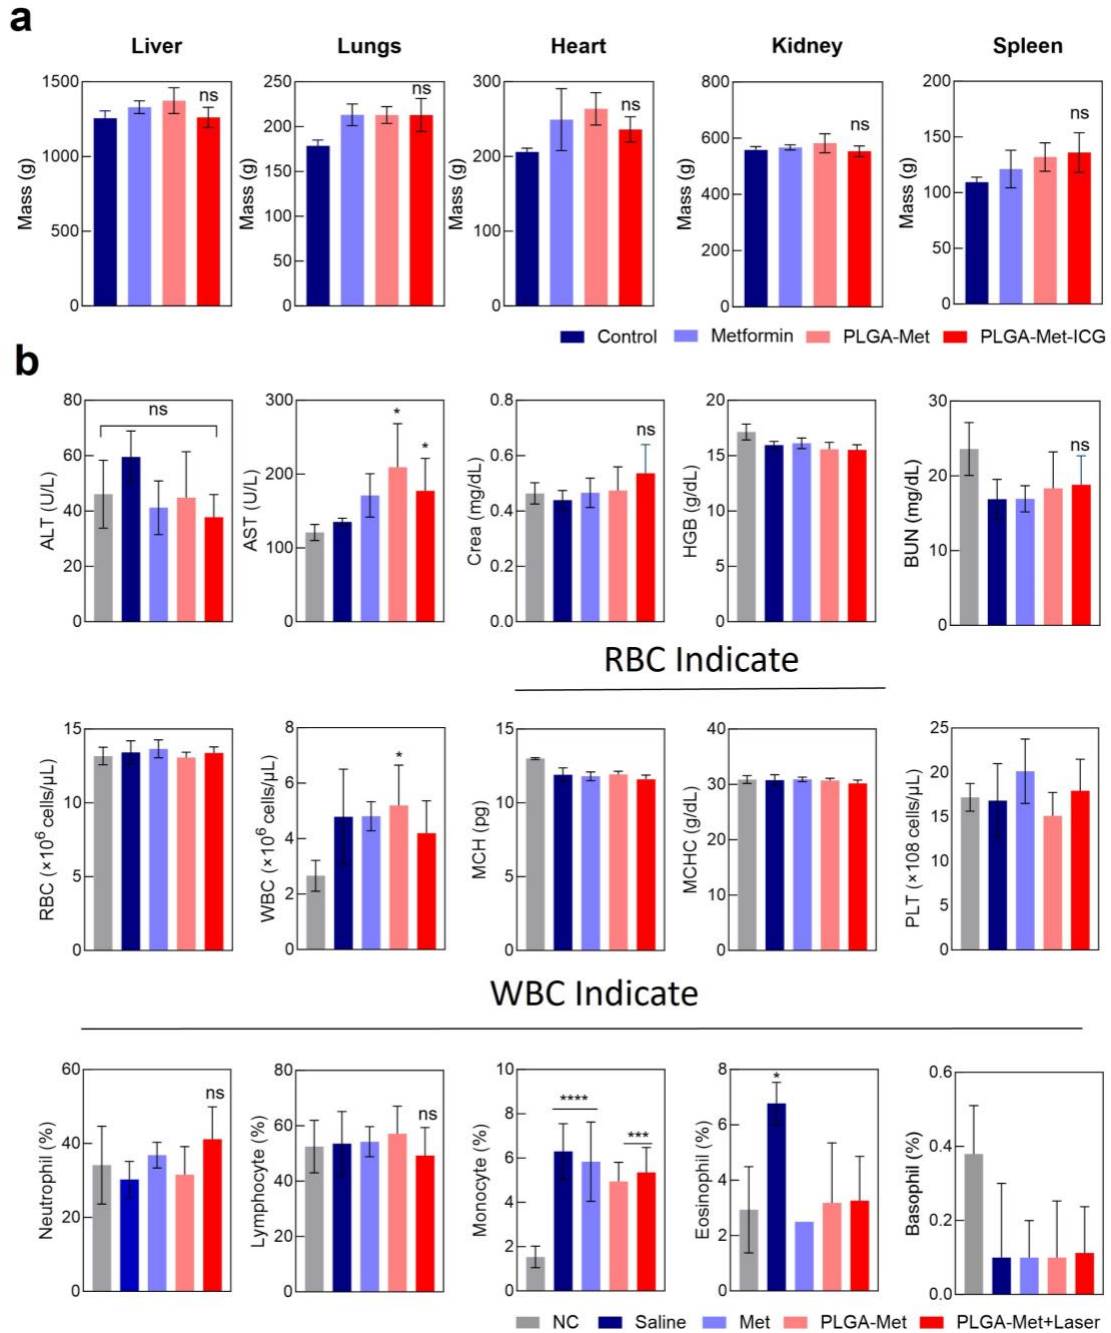 a
Liver
Lungs
Heart
Kidney
Spleen
Mass (g)
1500
1000
500
0
ns
Mass (g)
250
200
150
100
50
0
ns
Mass (g)
300
200
100
0
ns
Mass (g)
800
600
400
200
0
ns
Mass (g)
200
150
100
50
0
ns
Control Metformin PLGA-Met PLGA-Met-ICG
b
ALT (U/L)
80
60
40
20
0
ns
AST (U/L)
300
200
100
0
*
*
Crea (mg/dL)
0.8
0.6
0.4
0.2
0.0
ns
HGB (g/dL)
20
15
10
5
0
BUN (mg/dL)
30
20
10
0
ns
RBC Indicate
RBC (×10⁶ cells/µL)
15
10
5
0
WBC (×10⁶ cells/µL)
8
6
4
2
0
*
MCH (pg)
15
10
5
0
MCHC (g/dL)
40
30
20
10
0
PLT (×108 cells/µL)
25
20
15
10
5
0
WBC Indicate
Neutrophil (%)
60
40
20
0
ns
Lymphocyte (%)
80
60
40
20
0
ns
Monocyte (%)
10
8
6
4
2
0
****
***
Eosinophil (%)
8
6
4
2
0
*
Basophil (%)
0.6
0.4
0.2
0.0
NC Saline Met PLGA-Met PLGA-Met+Laser